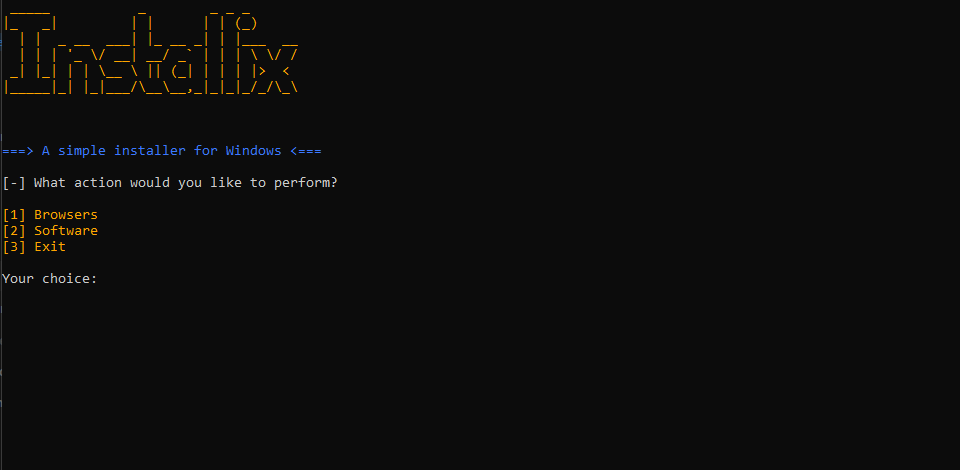 Installix
===> A simple installer for Windows <===
[-] What action would you like to perform?
[1] Browsers
[2] Software
[3] Exit
Your choice: